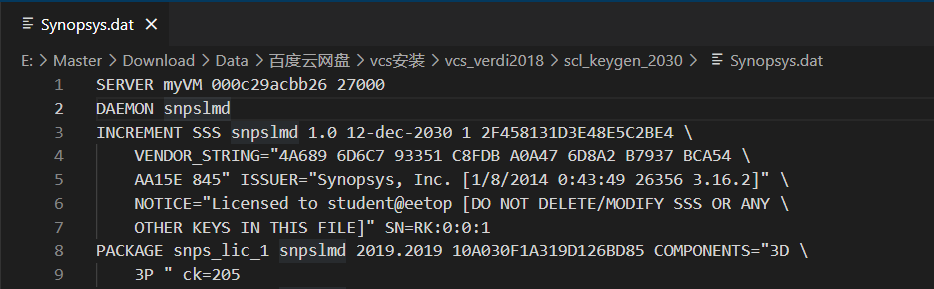 Synopsys.dat ×
E: > Master > Download > Data > 百度云网盘 > vcs安装 > vcs_verdi2018 > scl_keygen_2030 > Synopsys.dat
1 SERVER myVM 000c29acbb26 27000
2 DAEMON snpslmd
3 INCREMENT SSS snpslmd 1.0 12-dec-2030 1 2F458131D3E48E5C2BE4 \
4 VENDOR_STRING="4A689 6D6C7 93351 C8FDB A0A47 6D8A2 B7937 BCA54 \
5 AA15E 845" ISSUER="Synopsys, Inc. [1/8/2014 0:43:49 26356 3.16.2]" \
6 NOTICE="Licensed to student@eetop [DO NOT DELETE/MODIFY SSS OR ANY \
7 OTHER KEYS IN THIS FILE]" SN=RK:0:0:1
8 PACKAGE snps_lic_1 snpslmd 2019.2019 10A030F1A319D126BD85 COMPONENTS="3D \
9 3P " ck=205